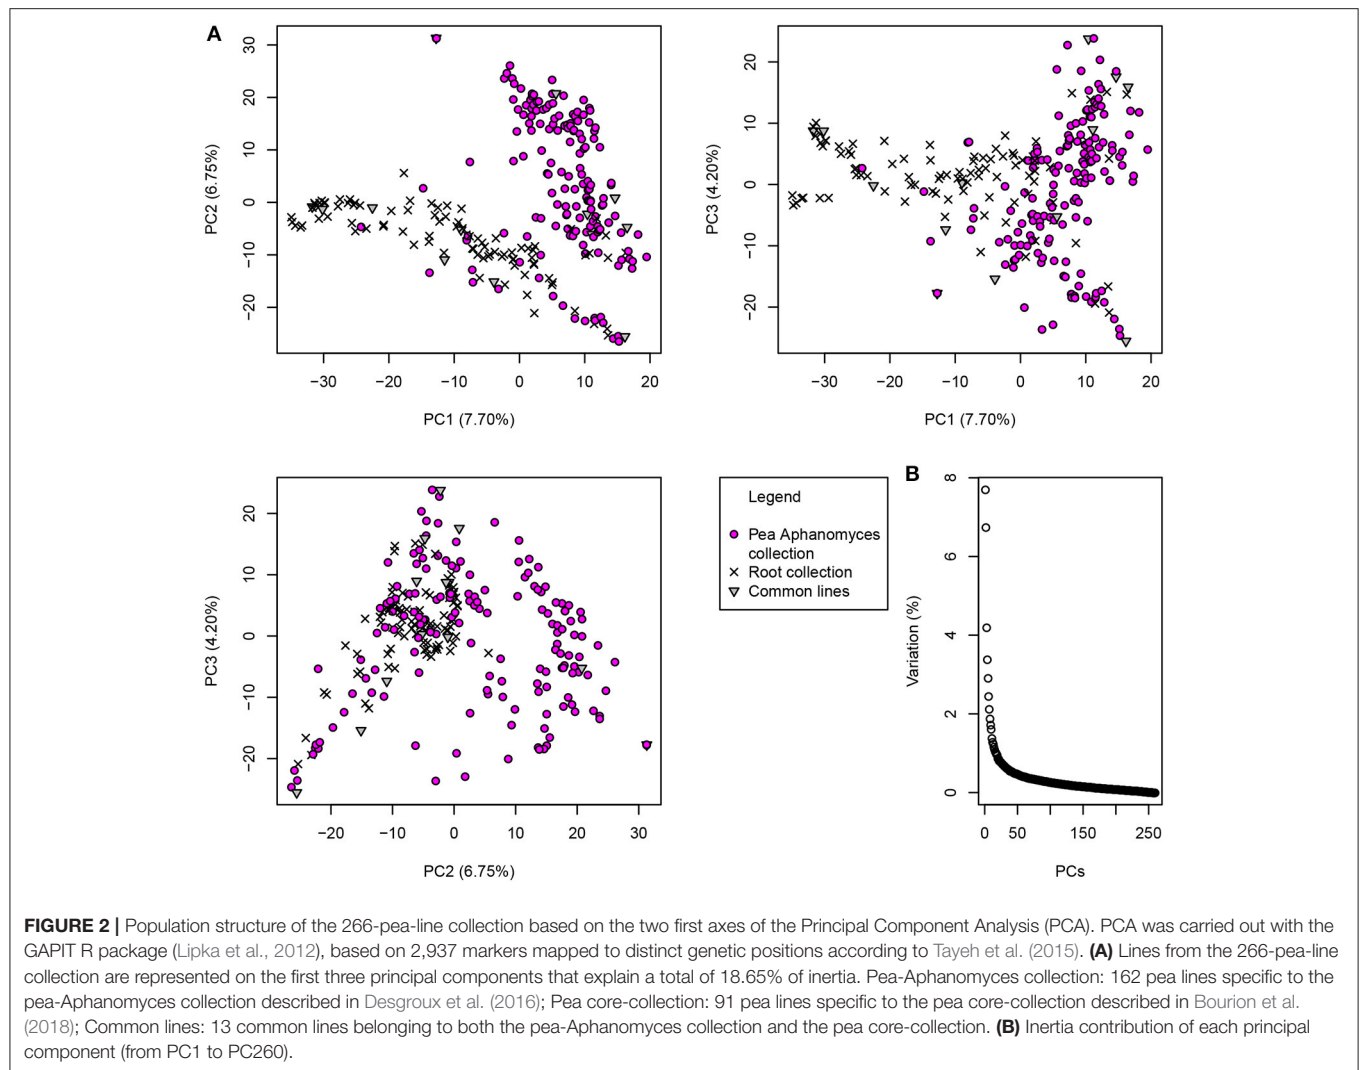 A
30
20
10
0
−10
−20
PC2 (6.75%)
−30
−20
−10
0
10
20
PC1 (7.70%)
20
10
0
−10
−20
PC3 (4.20%)
−30
−20
−10
0
10
20
PC1 (7.70%)
20
10
0
−10
−20
PC3 (4.20%)
−20
−10
0
10
20
30
PC2 (6.75%)
Legend
Pea Aphanomyces
collection
Root collection
Common lines
B
8
6
4
2
0
Variation (%)
0
50
150
250
PCs
FIGURE 2 | Population structure of the 266-pea-line collection based on the two first axes of the Principal Component Analysis (PCA). PCA was carried out with the
GAPIT R package (Lipka et al., 2012), based on 2,937 markers mapped to distinct genetic positions according to Tayeh et al. (2015). (A) Lines from the 266-pea-line
collection are represented on the first three principal components that explain a total of 18.65% of inertia. Pea-Aphanomyces collection: 162 pea lines specific to the
pea-Aphanomyces collection described in Desgroux et al. (2016); Pea core-collection: 91 pea lines specific to the pea core-collection described in Bourion et al.
(2018); Common lines: 13 common lines belonging to both the pea-Aphanomyces collection and the pea core-collection. (B) Inertia contribution of each principal
component (from PC1 to PC260).